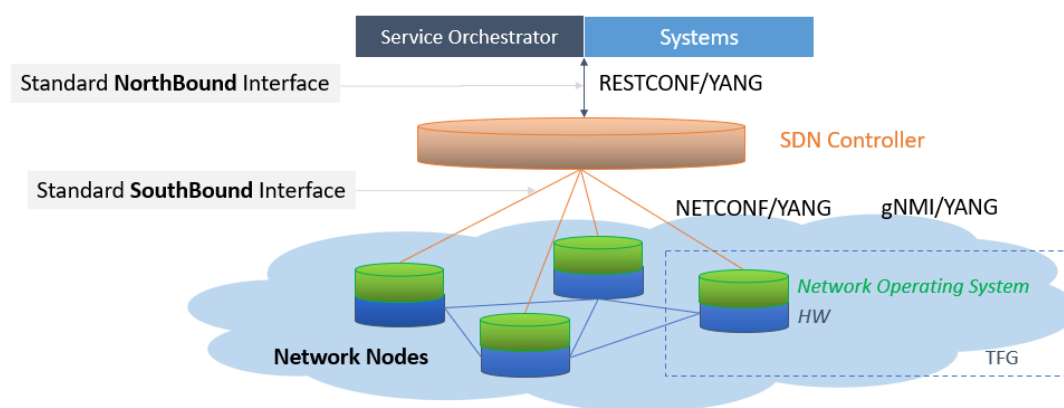 Service Orchestrator
Systems
Standard NorthBound Interface
RESTCONF/YANG
SDN Controller
Standard SouthBound Interface
NETCONF/YANG
gNMI/YANG
Network Operating System
HW
Network Nodes
TFG